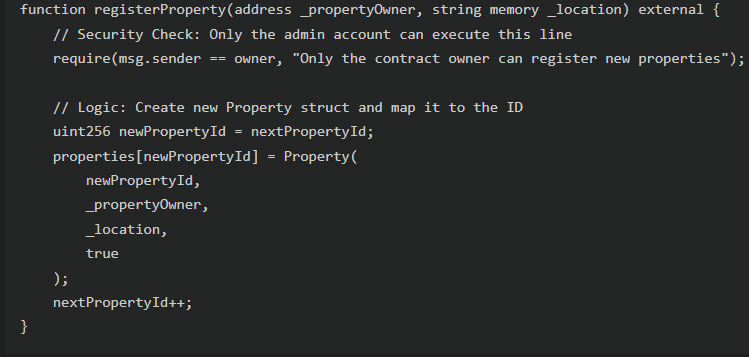 function registerProperty(address _propertyOwner, string memory _location) external {
    // Security Check: Only the admin account can execute this line
    require(msg.sender == owner, "Only the contract owner can register new properties");

    // Logic: Create new Property struct and map it to the ID
    uint256 newPropertyId = nextPropertyId;
    properties[newPropertyId] = Property(
        newPropertyId,
        _propertyOwner,
        _location,
        true
    );
    nextPropertyId++;
}